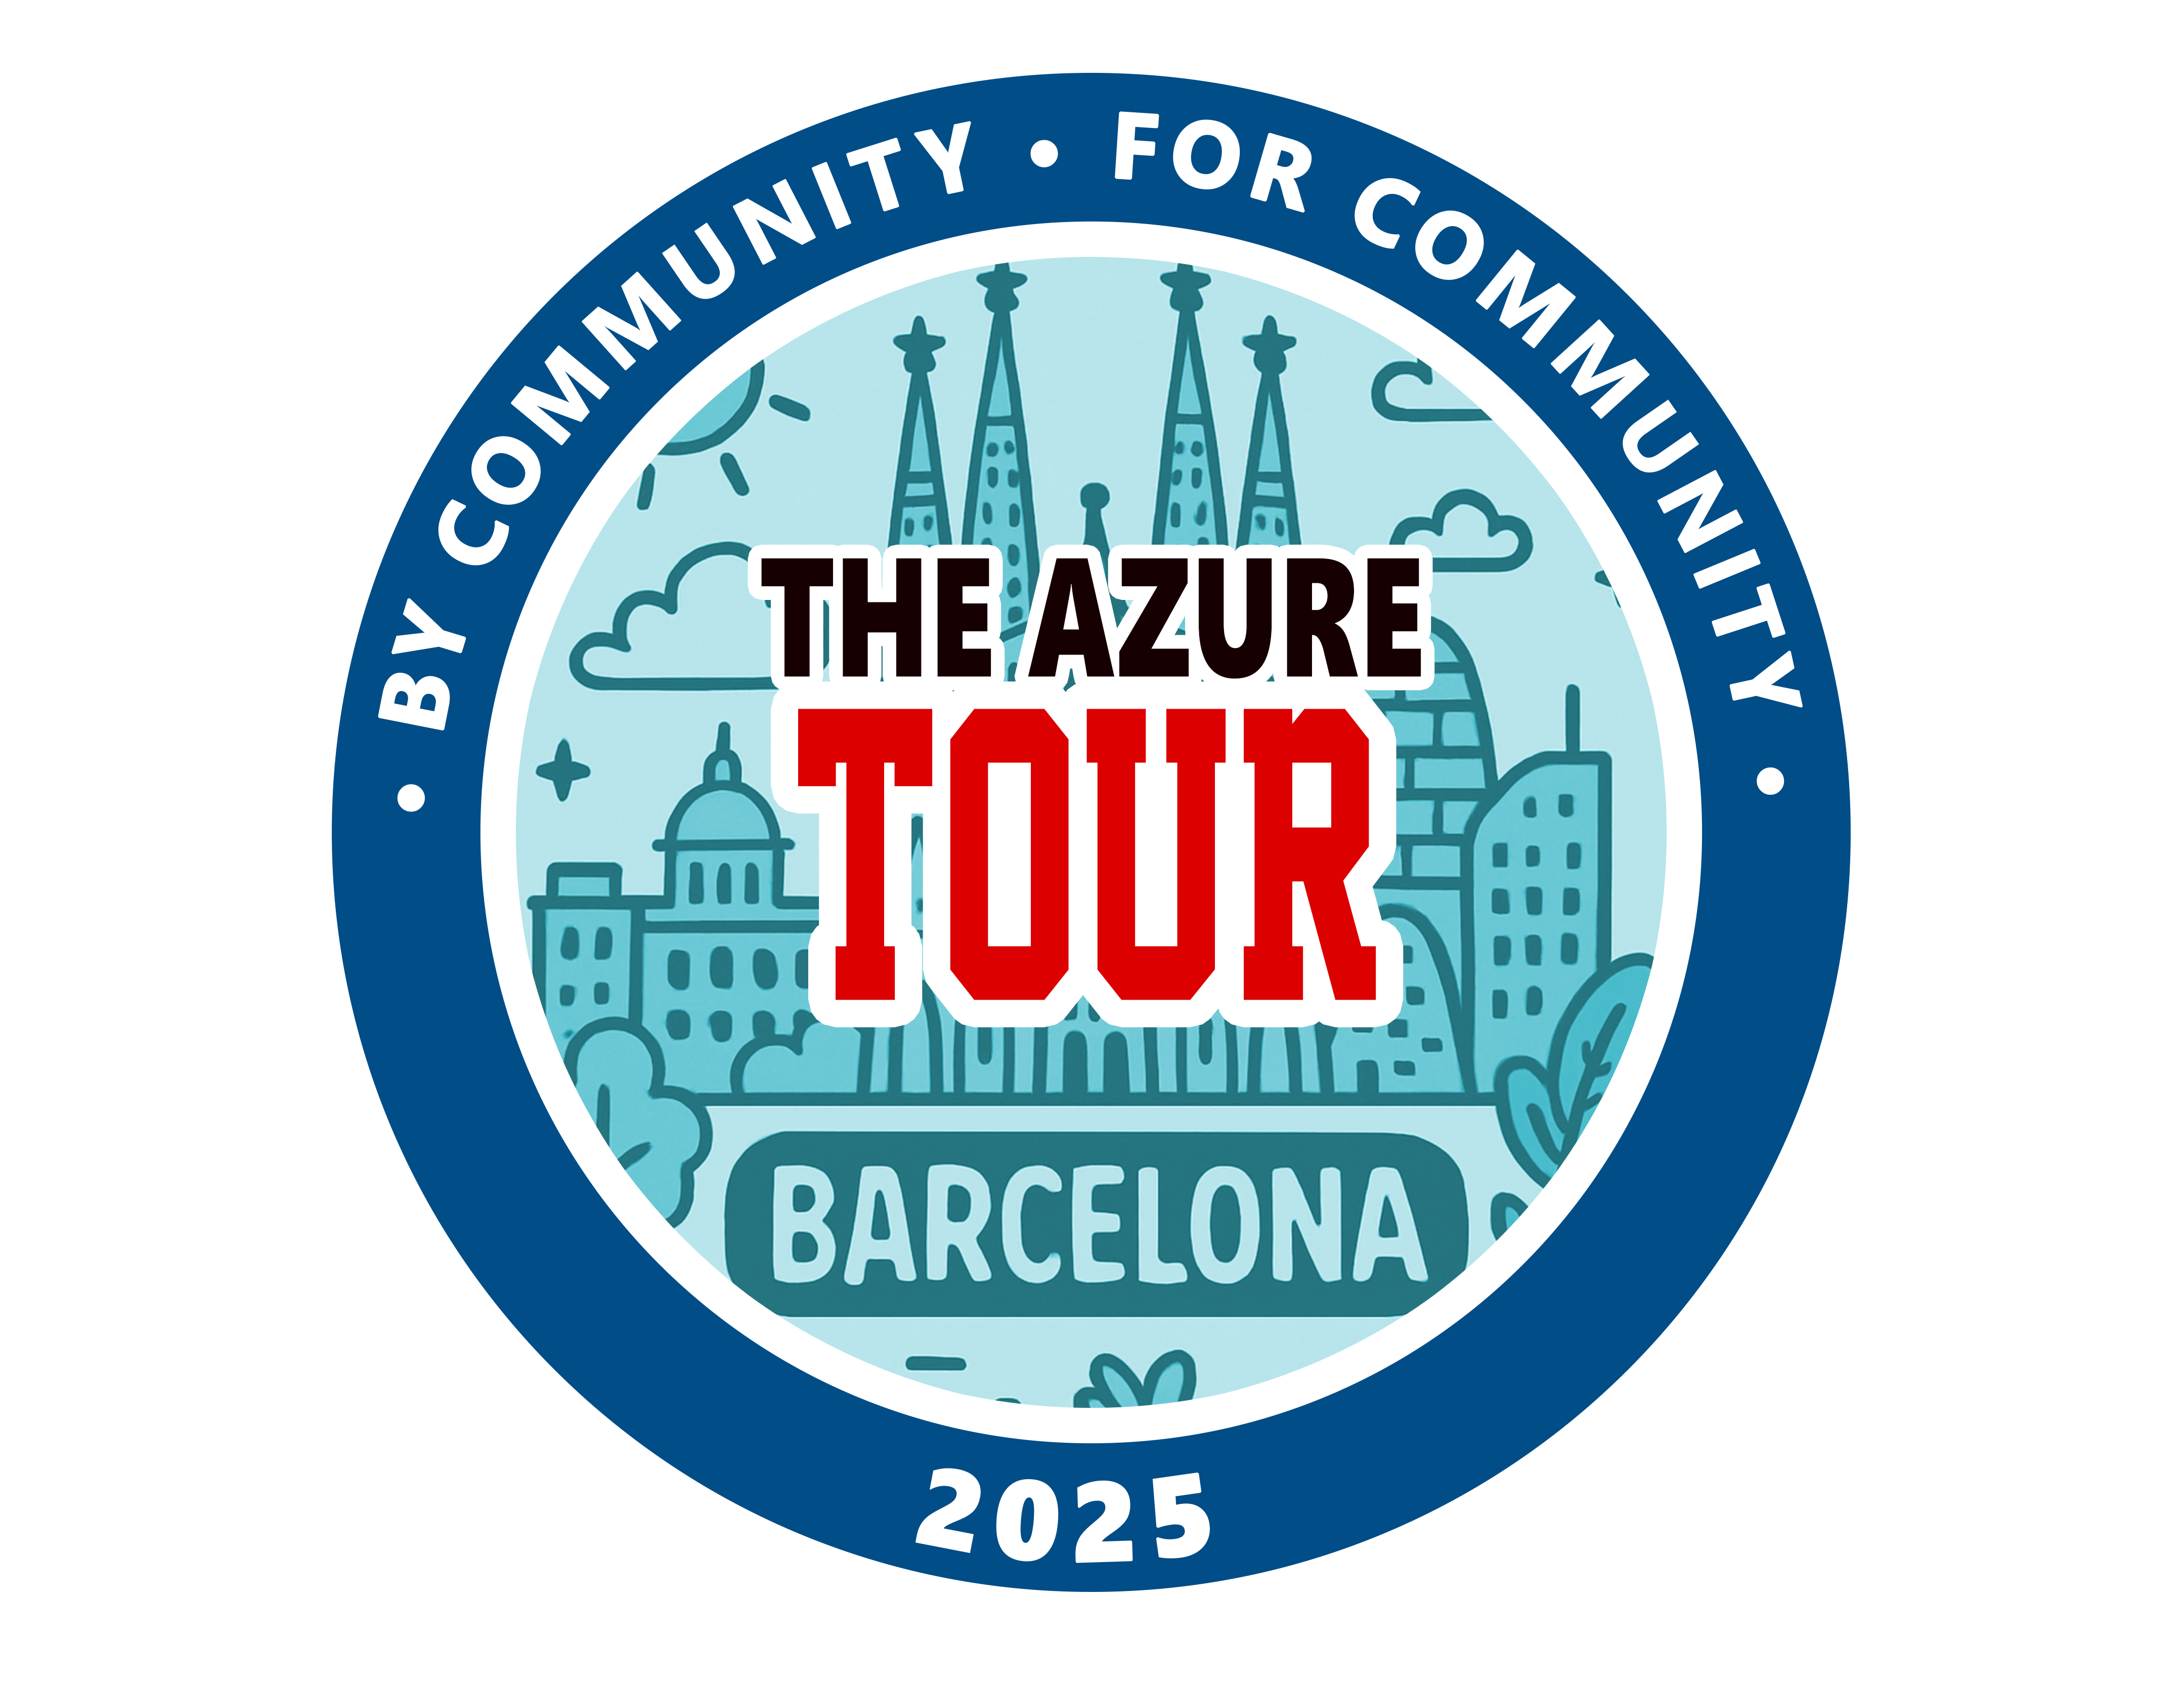 • BY COMMUNITY • FOR COMMUNITY •
THE AZURE
TOUR
BARCELONA
2025